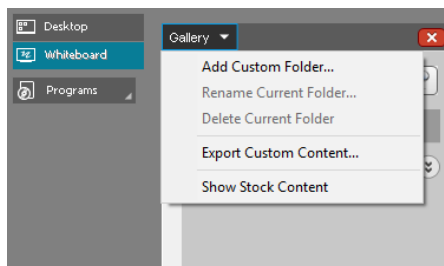 Desktop
Whiteboard
Programs
Gallery
Add Custom Folder...
Rename Current Folder...
Delete Current Folder
Export Custom Content...
Show Stock Content